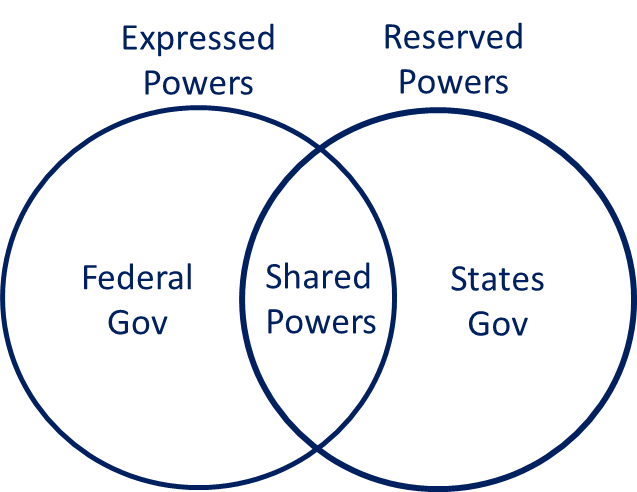 Expressed
Powers
Reserved
Powers
Federal
Gov
Shared
Powers
States
Gov